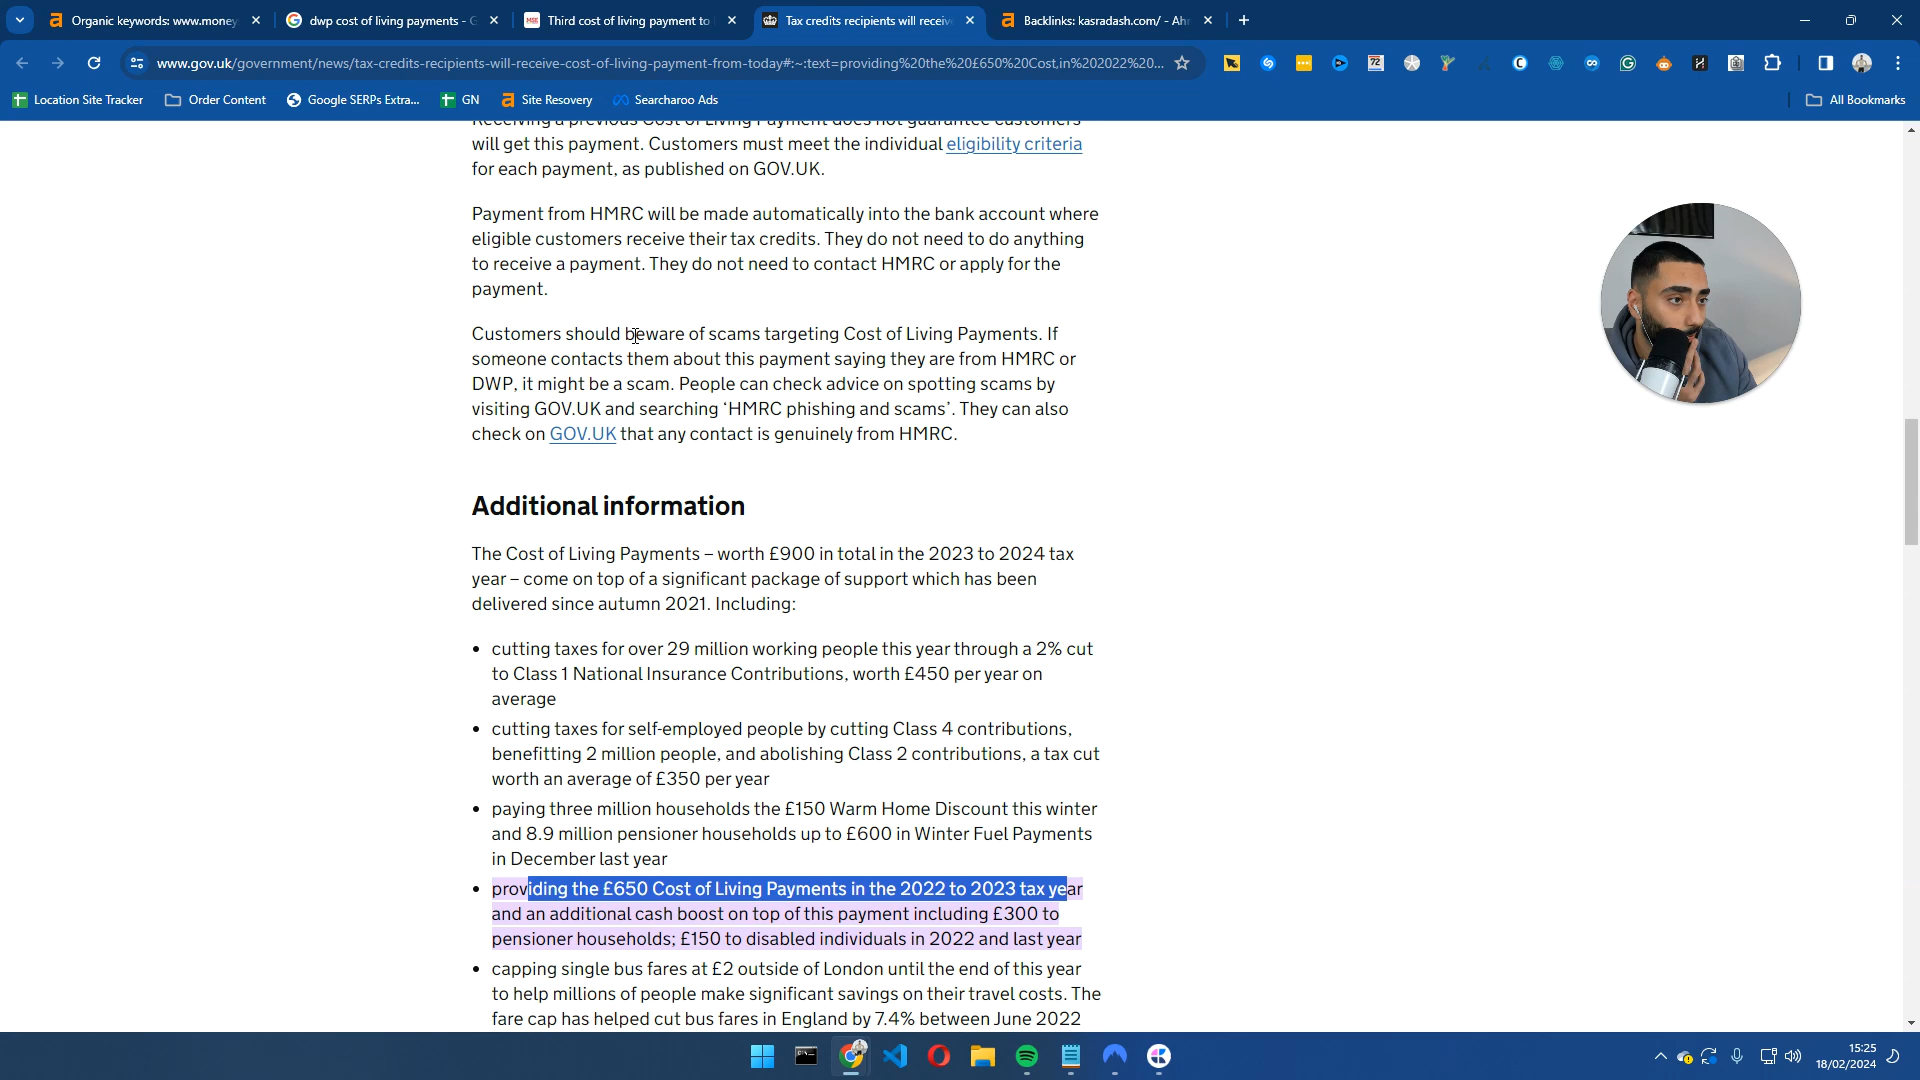 Organic keywords: www.money
dwp cost of living payments - G
Third cost of living payment to
Tax credits recipients will receiv
Backlinks: kasradash.com/ - Ah
www.gov.uk/government/news/tax-credits-recipients-will-receive-cost-of-living-payment-from-today#:~:text=providing%20the%20£650%20Cost,in%202022%20...
Location Site Tracker
Order Content
Google SERPs Extra...
GN
Site Recovery
Searcharoo Ads
All Bookmarks
Receiving a previous Cost of Living Payment does not guarantee customers
will get this payment. Customers must meet the individual eligibility criteria
for each payment, as published on GOV.UK.
Payment from HMRC will be made automatically into the bank account where
eligible customers receive their tax credits. They do not need to do anything
to receive a payment. They do not need to contact HMRC or apply for the
payment.
Customers should beware of scams targeting Cost of Living Payments. If
someone contacts them about this payment saying they are from HMRC or
DWP, it might be a scam. People can check advice on spotting scams by
visiting GOV.UK and searching ‘HMRC phishing and scams’. They can also
check on GOV.UK that any contact is genuinely from HMRC.
Additional information
The Cost of Living Payments – worth £900 in total in the 2023 to 2024 tax
year – come on top of a significant package of support which has been
delivered since autumn 2021. Including:
cutting taxes for over 29 million working people this year through a 2% cut
to Class 1 National Insurance Contributions, worth £450 per year on
average
cutting taxes for self-employed people by cutting Class 4 contributions,
benefitting 2 million people, and abolishing Class 2 contributions, a tax cut
worth an average of £350 per year
paying three million households the £150 Warm Home Discount this winter
and 8.9 million pensioner households up to £600 in Winter Fuel Payments
in December last year
providing the £650 Cost of Living Payments in the 2022 to 2023 tax year
and an additional cash boost on top of this payment including £300 to
pensioner households; £150 to disabled individuals in 2022 and last year
capping single bus fares at £2 outside of London until the end of this year
to help millions of people make significant savings on their travel costs. The
fare cap has helped cut bus fares in England by 7.4% between June 2022
15:25
18/02/2024